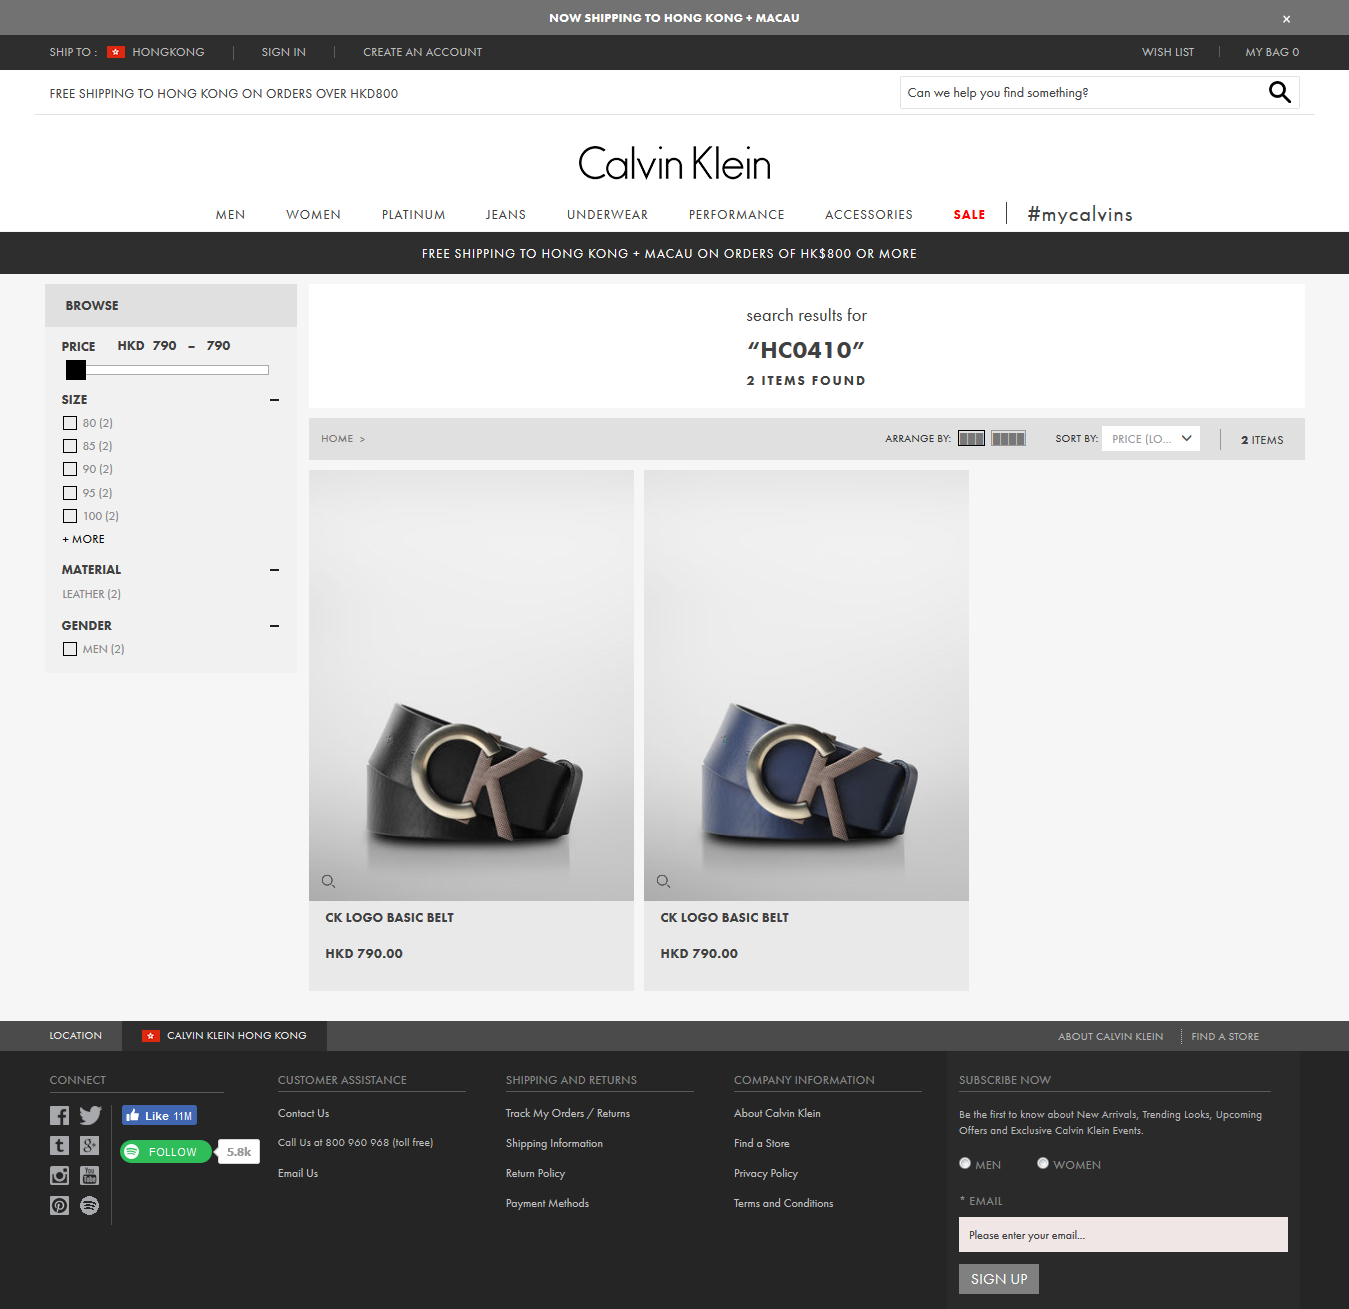 NOW SHIPPING TO HONG KONG + MACAU ×
SHIP TO : HONGKONG SIGN IN CREATE AN ACCOUNT WISH LIST MY BAG 0
FREE SHIPPING TO HONG KONG ON ORDERS OVER HKD800 Can we help you find something?
Calvin Klein
MEN WOMEN PLATINUM JEANS UNDERWEAR PERFORMANCE ACCESSORIES SALE #mycalvins
FREE SHIPPING TO HONG KONG + MACAU ON ORDERS OF HK$800 OR MORE
BROWSE
PRICE HKD 790 – 790
SIZE
80 (2)
85 (2)
90 (2)
95 (2)
100 (2)
+ MORE
MATERIAL
LEATHER (2)
GENDER
MEN (2)
search results for
“HC0410”
2 ITEMS FOUND
HOME > ARRANGE BY: SORT BY: PRICE (LO... 2 ITEMS
CK
CK LOGO BASIC BELT
HKD 790.00
CK
CK LOGO BASIC BELT
HKD 790.00
LOCATION CALVIN KLEIN HONG KONG ABOUT CALVIN KLEIN FIND A STORE
CONNECT
Like 11M
FOLLOW 5.8k
You Tube
CUSTOMER ASSISTANCE
Contact Us
Call Us at 800 960 968 (toll free)
Email Us
SHIPPING AND RETURNS
Track My Orders / Returns
Shipping Information
Return Policy
Payment Methods
COMPANY INFORMATION
About Calvin Klein
Find a Store
Privacy Policy
Terms and Conditions
SUBSCRIBE NOW
Be the first to know about New Arrivals, Trending Looks, Upcoming
Offers and Exclusive Calvin Klein Events.
MEN WOMEN
* EMAIL
Please enter your email...
SIGN UP